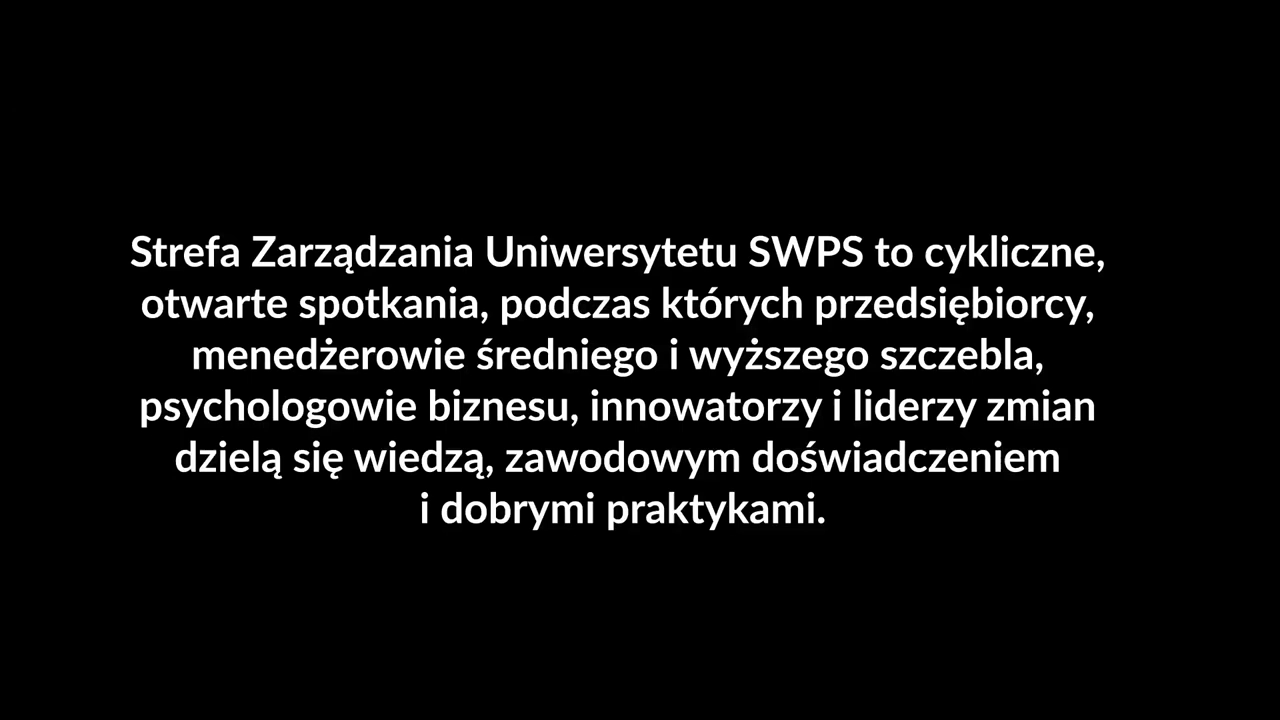 Strefa Zarządzania Uniwersytetu SWPS to cykliczne,
otwarte spotkania, podczas których przedsiębiorcy,
menedżerowie średniego i wyższego szczebla,
psychologowie biznesu, innowatorzy i liderzy zmian
dzielą się wiedzą, zawodowym doświadczeniem
i dobrymi praktykami.